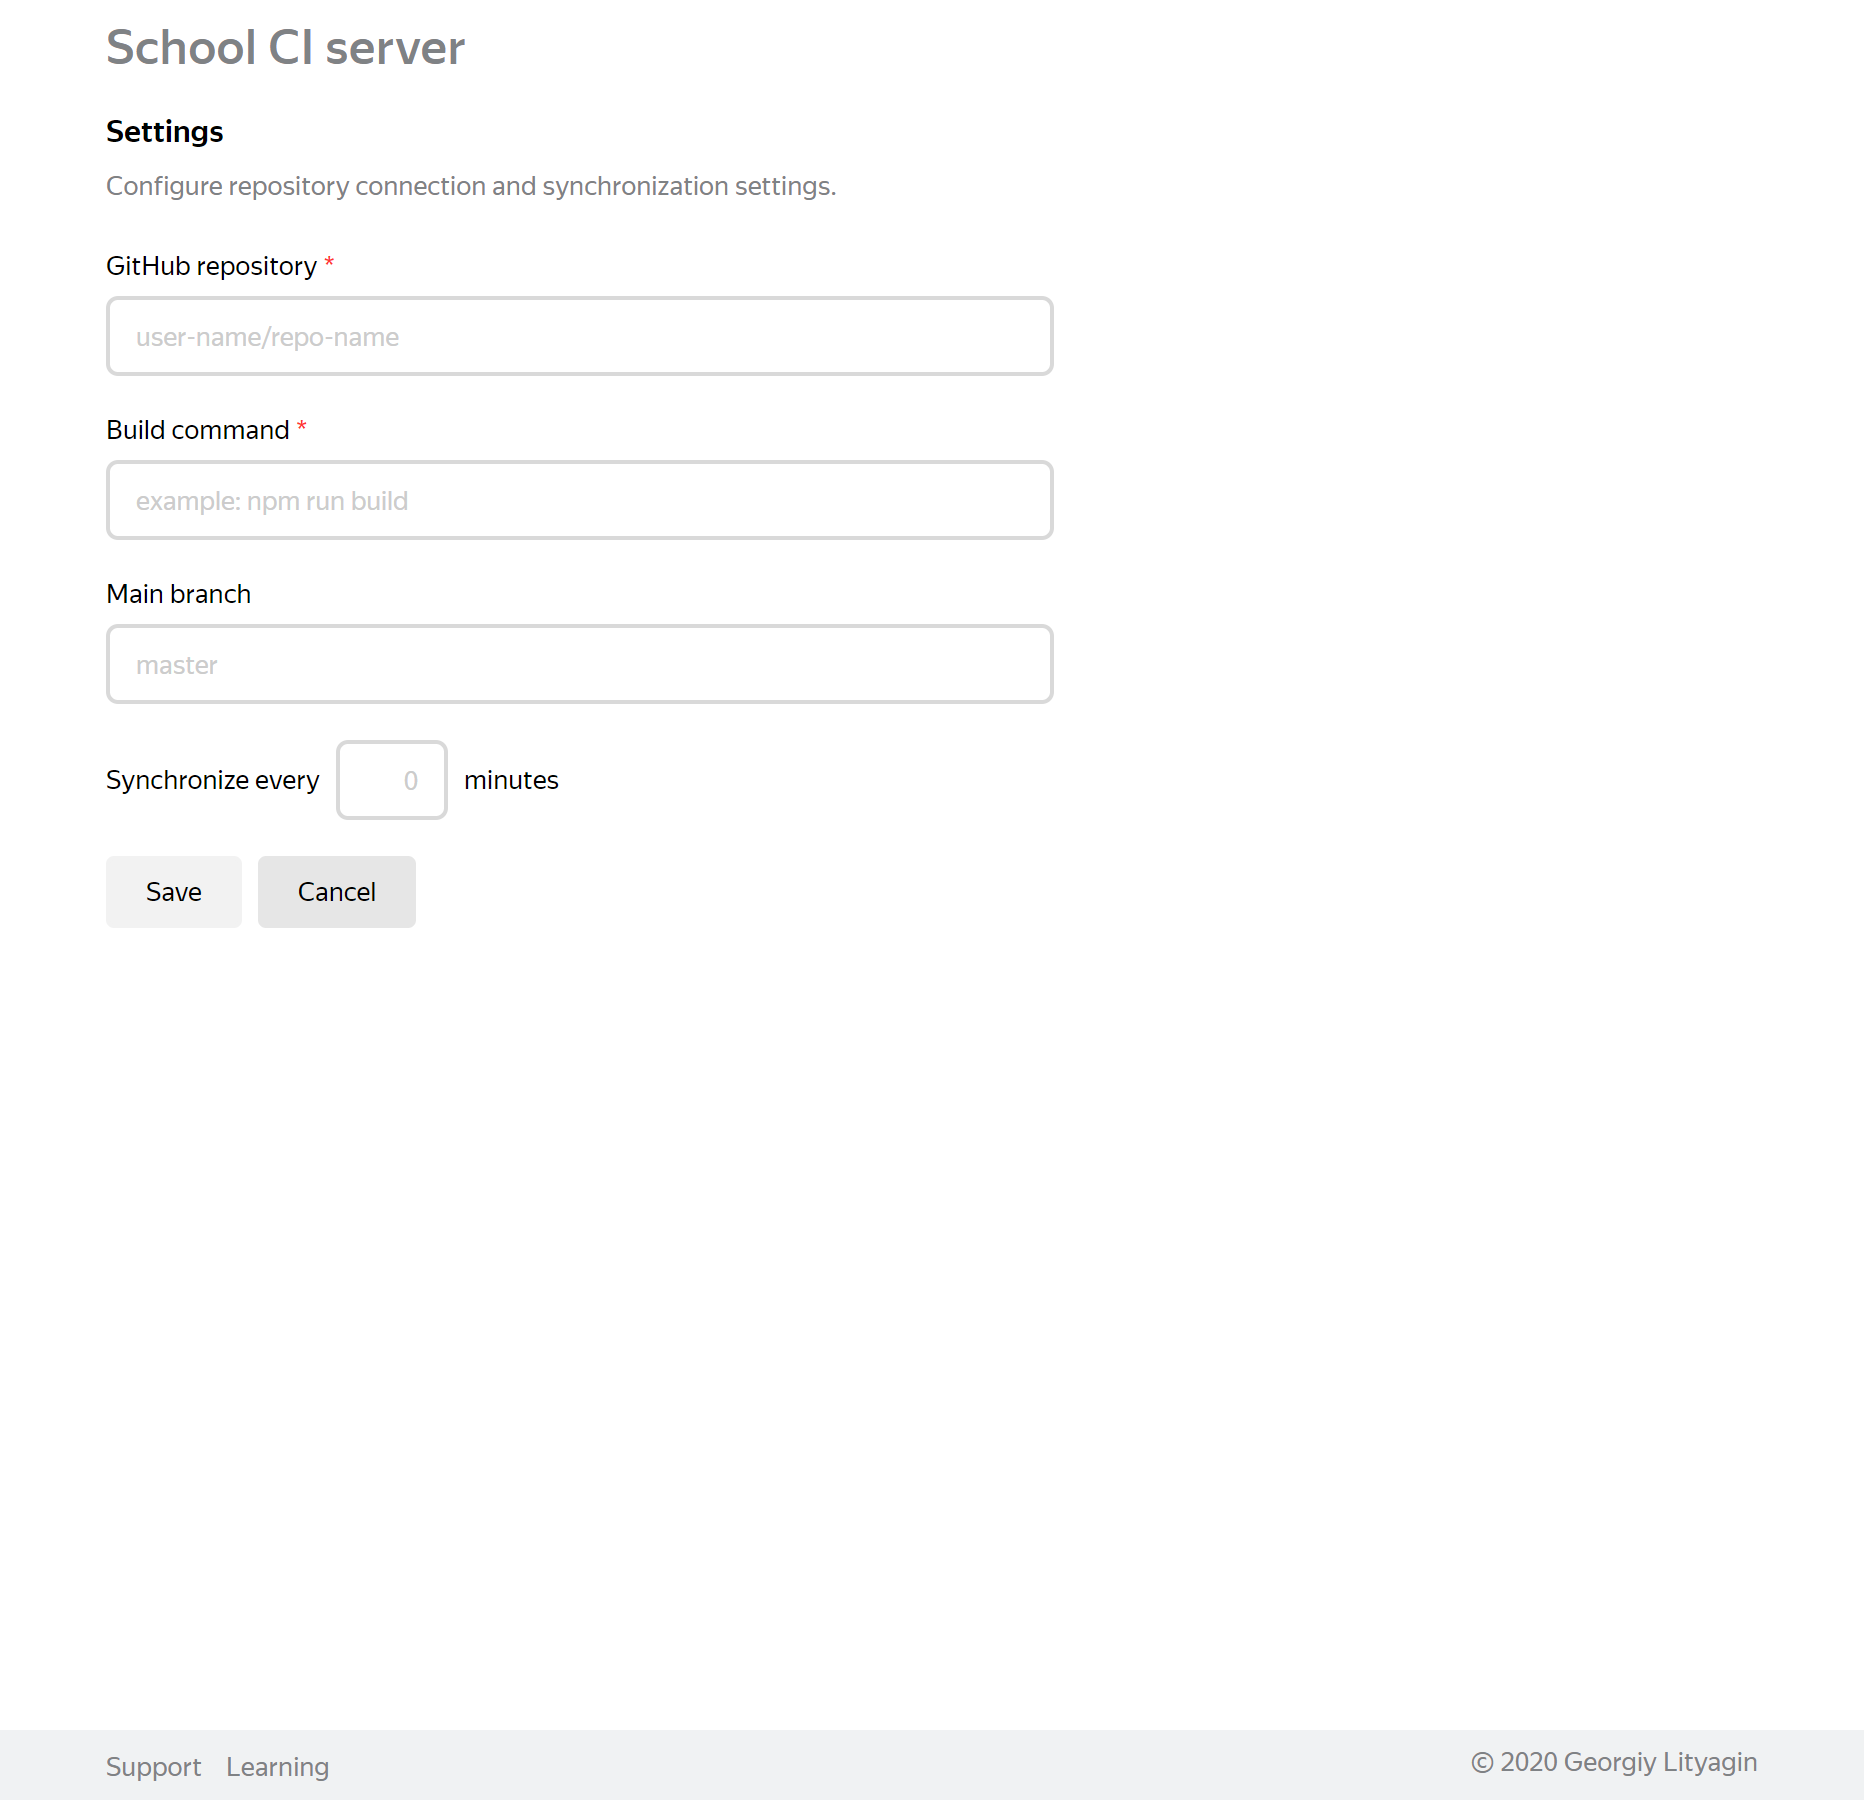 School CI server
Settings
Configure repository connection and synchronization settings.
GitHub repository *
user-name/repo-name
Build command *
example: npm run build
Main branch
master
Synchronize every 0 minutes
Save Cancel
Support Learning © 2020 Georgiy Lityagin